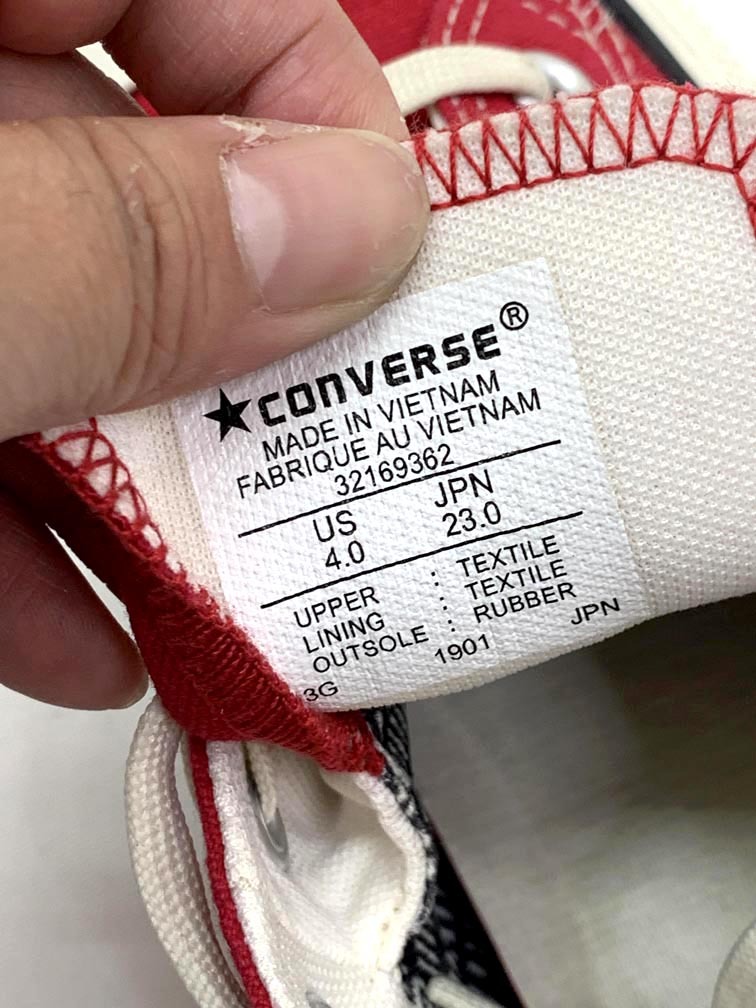 ★CONVERSE®
MADE IN VIETNAM
FABRIQUE AU VIETNAM
32169362
US JPN
4.0 23.0
UPPER : TEXTILE
LINING : TEXTILE
OUTSOLE : RUBBER
3G 1901 JPN